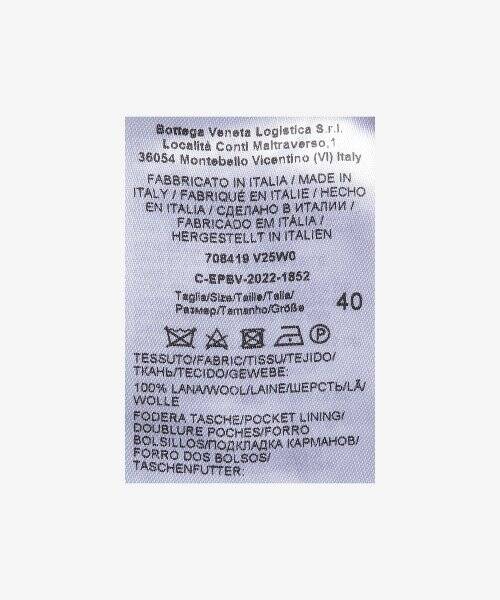 Bottega Veneta Logistica S.r.l.
Località Conti Maltraverso,1
36054 Montebello Vicentino (VI) Italy
FABBRICATO IN ITALIA / MADE IN
ITALY / FABRIQUÉ EN ITALIE / HECHO
EN ITALIA / СДЕЛАНО В ИТАЛИИ /
FABRICADO EM ITÁLIA /
HERGESTELLT IN ITALIEN
708419 V25W0
C-EPBV-2022-1852
Taglia/Size/Taille/Talla/
Размер/Tamanho/Größe
40
TESSUTO/FABRIC/TISSU/TEJIDO/
ТКАНЬ/TECIDO/GEWEBE:
100% LANA/WOOL/LAINE/ШЕРСТЬ/LÃ/
WOLLE
FODERA TASCHE/POCKET LINING/
DOUBLURE POCHES/FORRO
BOLSILLOS/ПОДКЛАДКА КАРМАНОВ/
FORRO DOS BOLSOS/
TASCHENFUTTER: